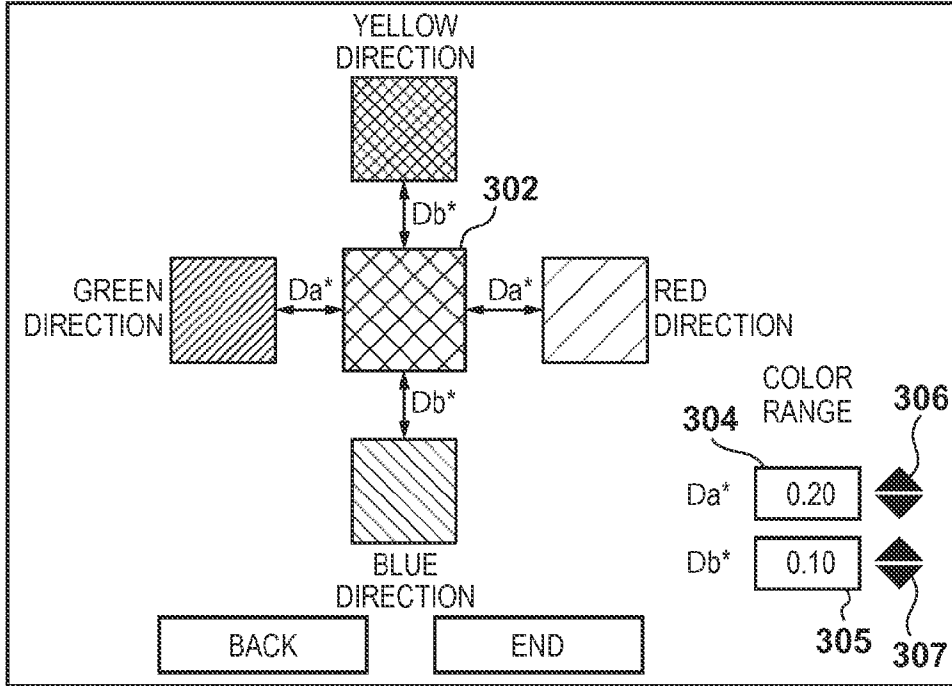 YELLOW
DIRECTION
302
Db*
GREEN
DIRECTION
Da*
Da*
RED
DIRECTION
Db*
COLOR
RANGE
306
304
Da*
0.20
Db*
0.10
BLUE
DIRECTION
305
307
BACK
END